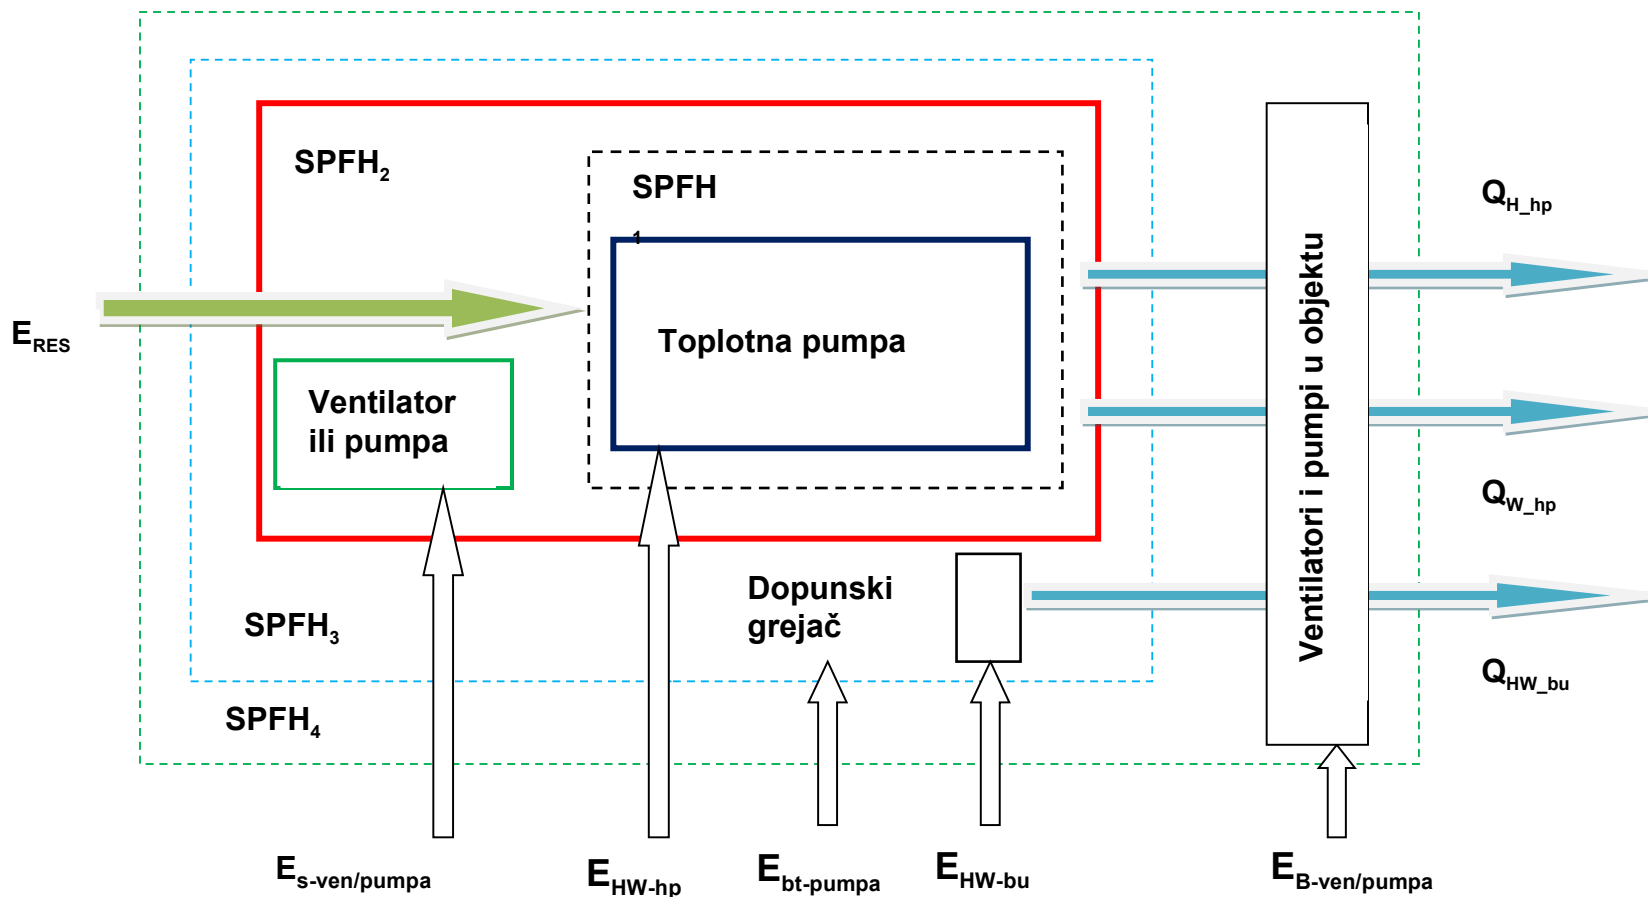 SPFH2
SPFH
1
QH_hp
ERES
Toplotna pumpa
Ventilator
ili pumpa
Ventilatori i pumpi u objektu
QW_hp
Dopunski
grejač
SPFH3
QHW_bu
SPFH4
Es-ven/pumpa
EHW-hp
Ebt-pumpa
EHW-bu
EB-ven/pumpa